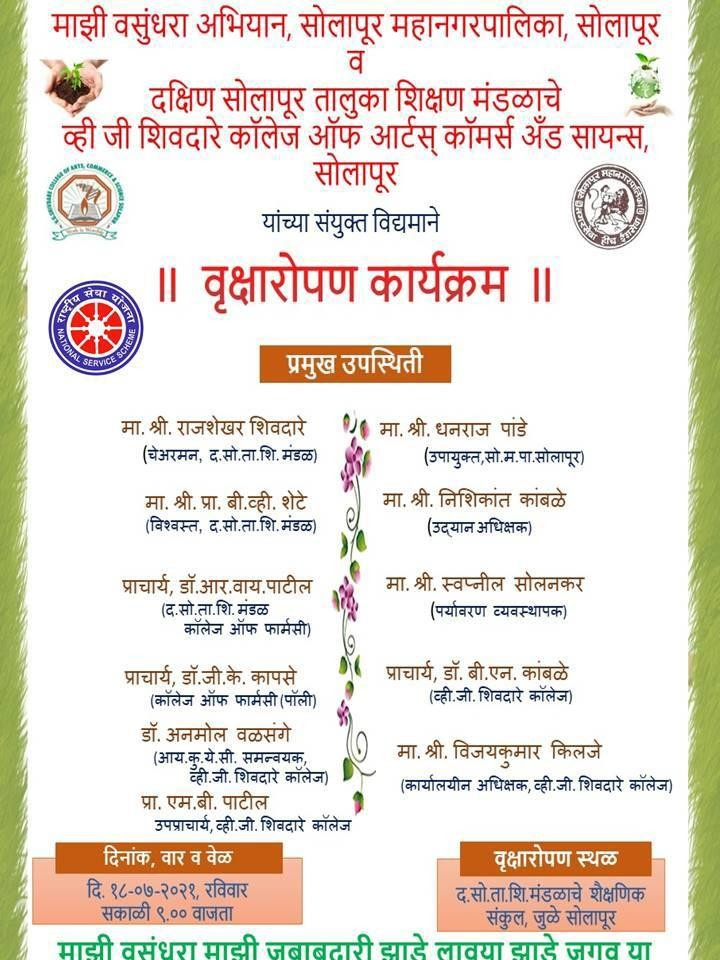 माझी वसुंधरा अभियान, सोलापूर महानगरपालिका, सोलापूर
व
दक्षिण सोलापूर तालुका शिक्षण मंडळाचे
व्ही जी शिवदारे कॉलेज ऑफ आर्टस् कॉमर्स अँड सायन्स,
सोलापूर
यांच्या संयुक्त विद्यमाने
॥ वृक्षारोपण कार्यक्रम ॥
राष्ट्रीय सेवा योजना
NATIONAL SERVICE SCHEME
प्रमुख उपस्थिती
मा. श्री. राजशेखर शिवदारे
(चेअरमन, द.सो.ता.शि.मंडळ)
मा. श्री. प्रा. बी.व्ही. शेटे
(विश्वस्त, द.सो.ता.शि.मंडळ)
प्राचार्य, डॉ.आर.वाय.पाटील
(द.सो.ता.शि.मंडळ
कॉलेज ऑफ फार्मसी)
प्राचार्य, डॉ.जी.के. कापसे
(कॉलेज ऑफ फार्मसी (पॉली)
डॉ. अनमोल वळसंगे
(आय.कु.ये.सी. समन्वयक,
व्ही.जी. शिवदारे कॉलेज)
प्रा. एम.बी. पाटील
उपप्राचार्य,व्ही.जी. शिवदारे कॉलेज
मा. श्री. धनराज पांडे
(उपायुक्त,सो.म.पा.सोलापूर)
मा. श्री. निशिकांत कांबळे
(उद्यान अधिक्षक)
मा. श्री. स्वप्नील सोलनकर
(पर्यावरण व्यवस्थापक)
प्राचार्य, डॉ. बी.एन. कांबळे
(व्ही.जी. शिवदारे कॉलेज)
मा. श्री. विजयकुमार किलजे
(कार्यालयीन अधिक्षक, व्ही.जी. शिवदारे कॉलेज)
दिनांक, वार व वेळ
दि. १८-०७-२०२१, रविवार
सकाळी ९.०० वाजता
वृक्षारोपण स्थळ
द.सो.ता.शि.मंडळाचे शैक्षणिक
संकुल, जुळे सोलापूर
माझी वसुंधरा माझी जबाबदारी झाडे लावूया झाडे जगवू या